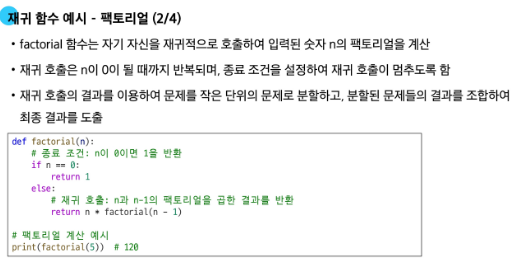 재귀 함수 예시 - 팩토리얼 (2/4)
• factorial 함수는 자기 자신을 재귀적으로 호출하여 입력된 숫자 n의 팩토리얼을 계산
• 재귀 호출은 n이 0이 될 때까지 반복되며, 종료 조건을 설정하여 재귀 호출이 멈추도록 함
• 재귀 호출의 결과를 이용하여 문제를 작은 단위의 문제로 분할하고, 분할된 문제들의 결과를 조합하여
최종 결과를 도출
def factorial(n):
    # 종료 조건: n이 0이면 1을 반환
    if n == 0:
        return 1
    else:
        # 재귀 호출: n과 n-1의 팩토리얼을 곱한 결과를 반환
        return n * factorial(n - 1)
# 팩토리얼 계산 예시
print(factorial(5))  # 120